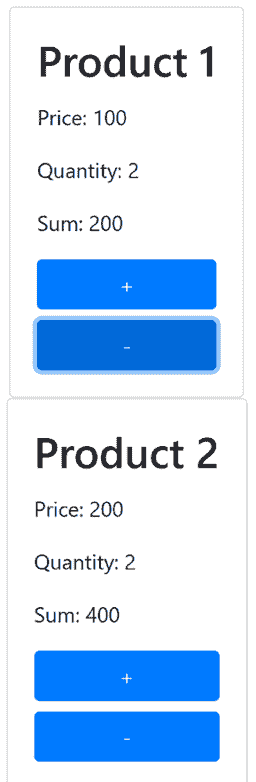 Product 1
Price: 100
Quantity: 2
Sum: 200
+
-
Product 2
Price: 200
Quantity: 2
Sum: 400
+
-